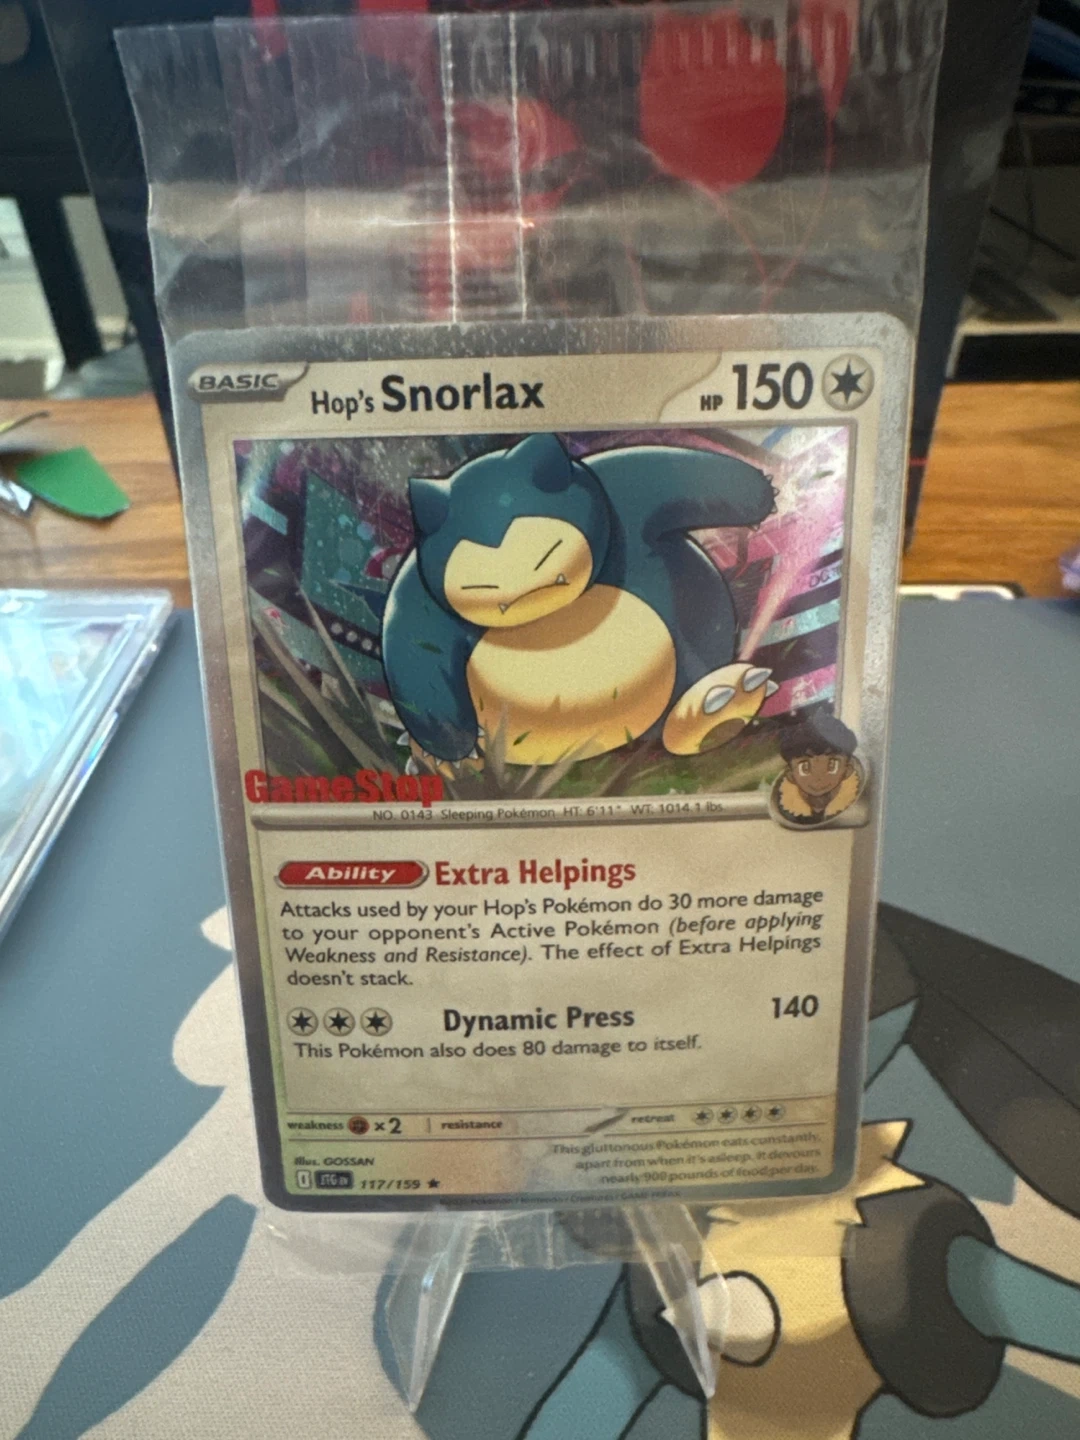 BASIC
Hop's Snorlax
HP 150
GameStop
NO. 0143 Sleeping Pokémon HT: 6'11" WT: 1014.1 lbs.
Ability Extra Helpings
Attacks used by your Hop's Pokémon do 30 more damage
to your opponent's Active Pokémon (before applying
Weakness and Resistance). The effect of Extra Helpings
doesn't stack.
Dynamic Press 140
This Pokémon also does 80 damage to itself.
weakness ×2 resistance retreat
This gluttonous Pokémon eats constantly,
apart from when it's asleep. It devours
nearly 900 pounds of food per day.
Illus. GOSSAN
JTG EN 117/159 ★